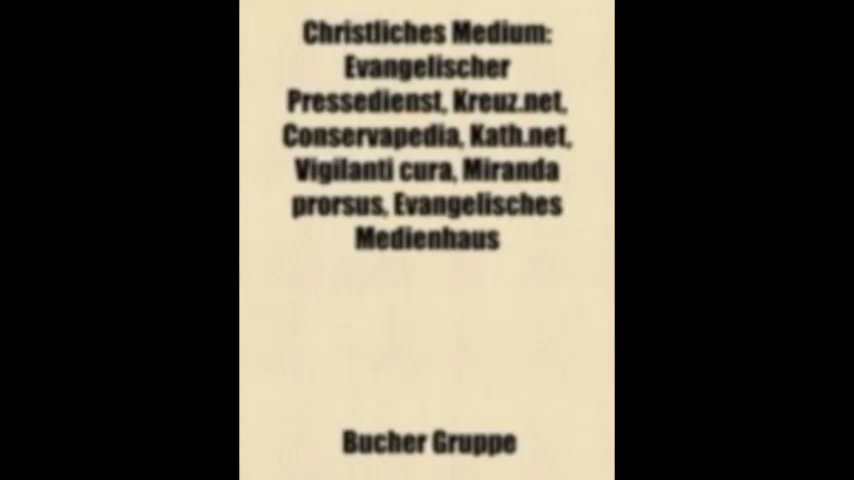 Christliches Medium:
Evangelischer
Pressedienst, Kreuz.net,
Conservapedia, Kath.net,
Vigilanti cura, Miranda
prorsus, Evangelisches
Medienhaus
Bucher Gruppe